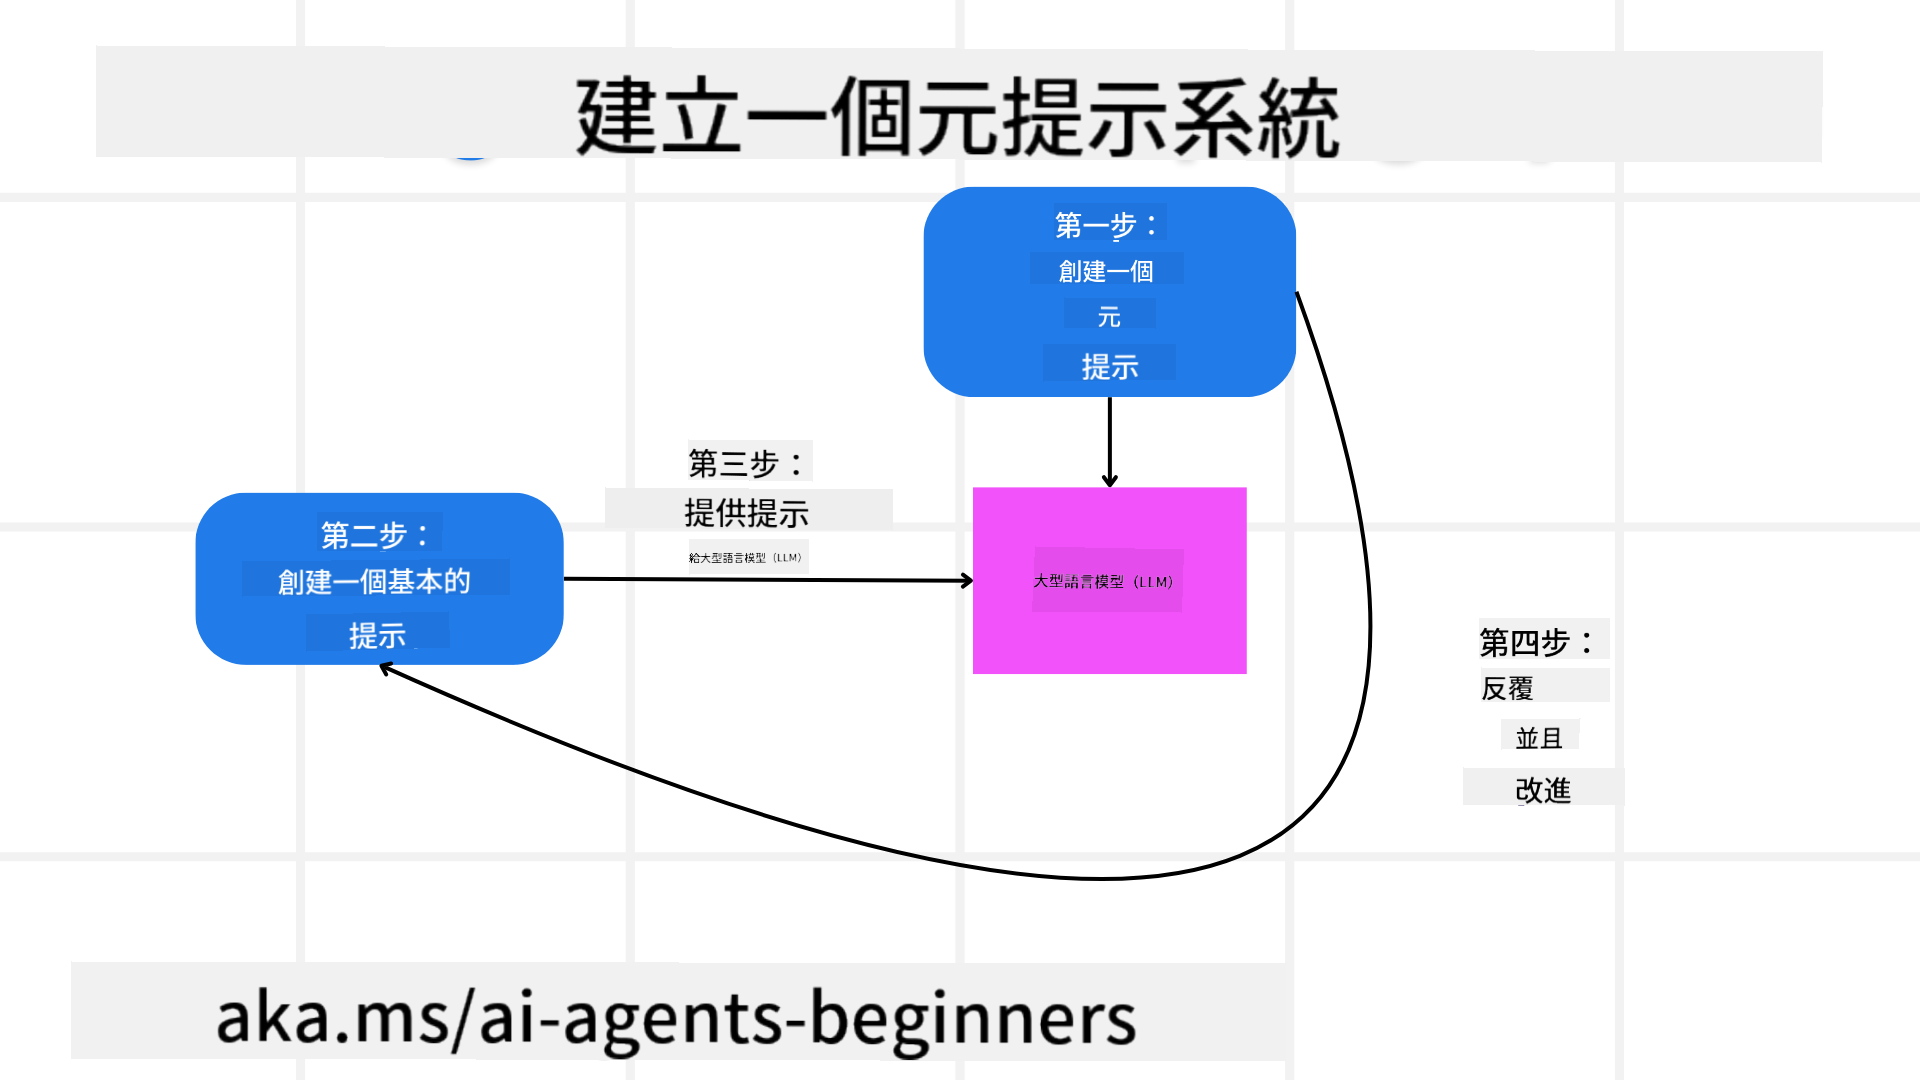 建立一個元提示系統
第一步：
創建一個
元
提示
第三步：
提供提示
給大型語言模型（LLM）
第二步：
創建一個基本的
提示
大型語言模型（LLM）
第四步：
反覆
並且
改進
aka.ms/ai-agents-beginners